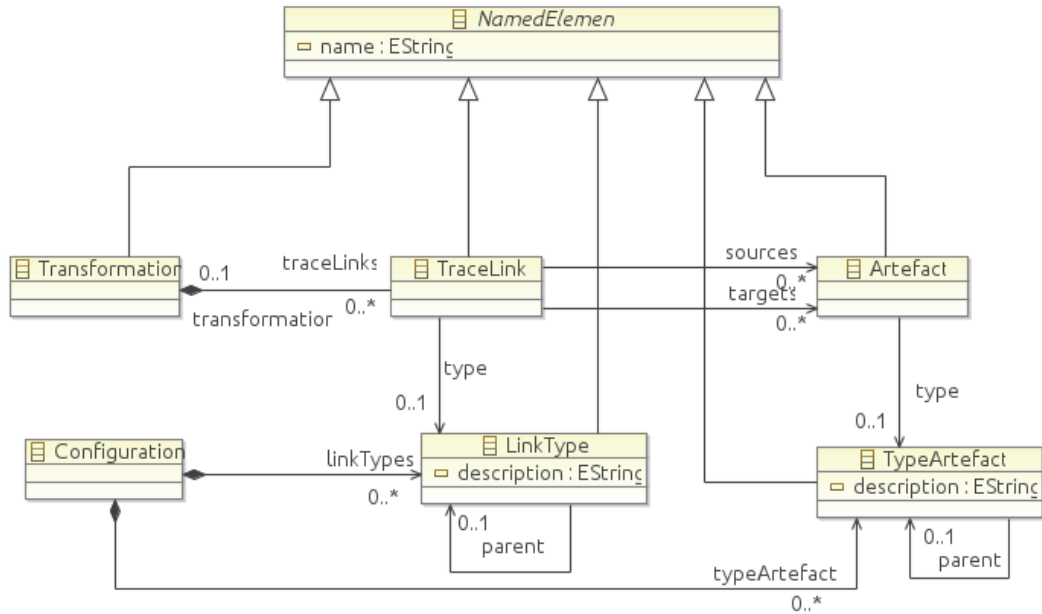 NamedElemen
name : EString
Transformation
0..1
traceLinks
0..*
transformation
TraceLink
sources
0..*
targets
0..*
Artefact
type
0..1
type
0..1
Configuration
linkTypes
0..*
LinkType
description : EString
0..1
parent
TypeArtefact
description : EString
0..1
parent
typeArtefact
0..*